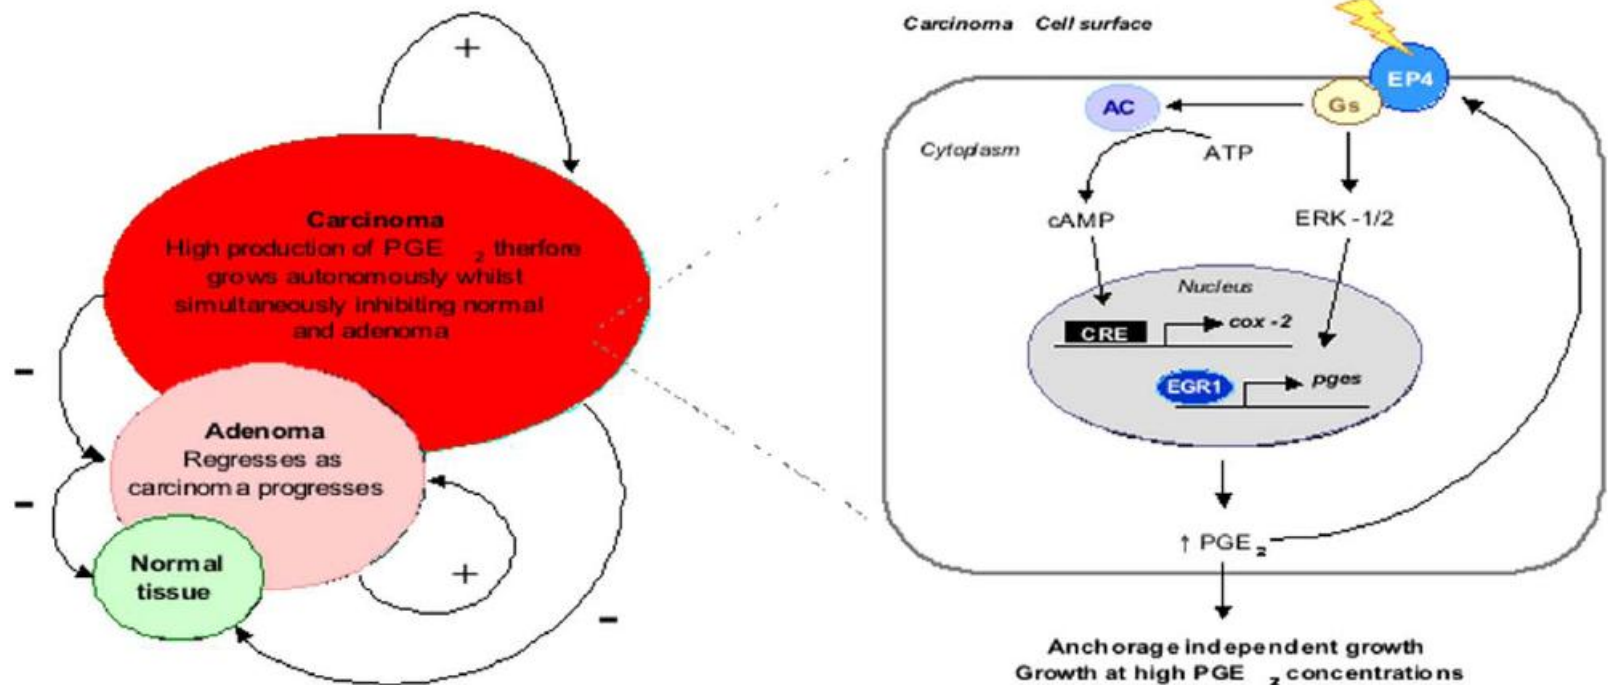 +
Carcinoma
High production of PGE 2 therfore
grows autonomously whilst
simultaneously inhibiting normal
and adenoma
-
Adenoma
Regresses as
carcinoma progresses
-
Normal
tissue
+
-
Carcinoma Cell surface
EP4
Gs
AC
Cytoplasm
ATP
cAMP
ERK -1/2
Nucleus
CRE
cox -2
EGR1
pges
↑ PGE 2
Anchorage independent growth
Growth at high PGE 2 concentrations